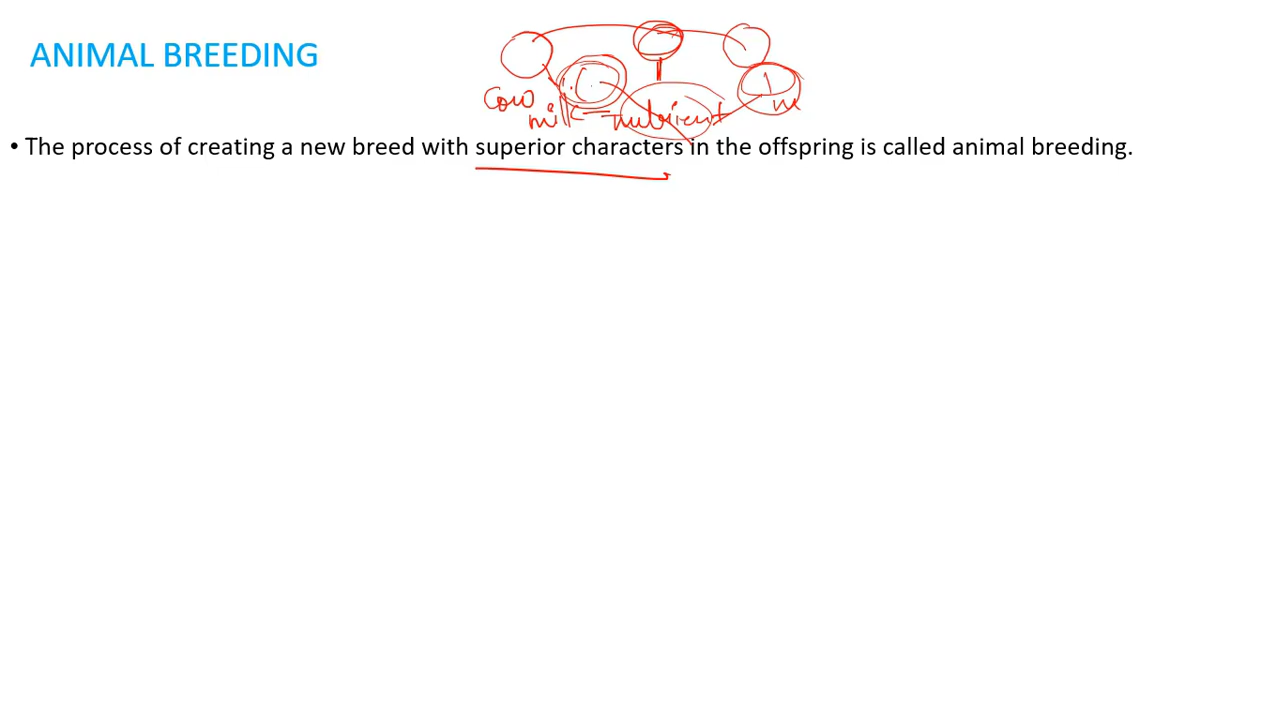 ANIMAL BREEDING
Cow
milk nutrient
• The process of creating a new breed with superior characters in the offspring is called animal breeding.